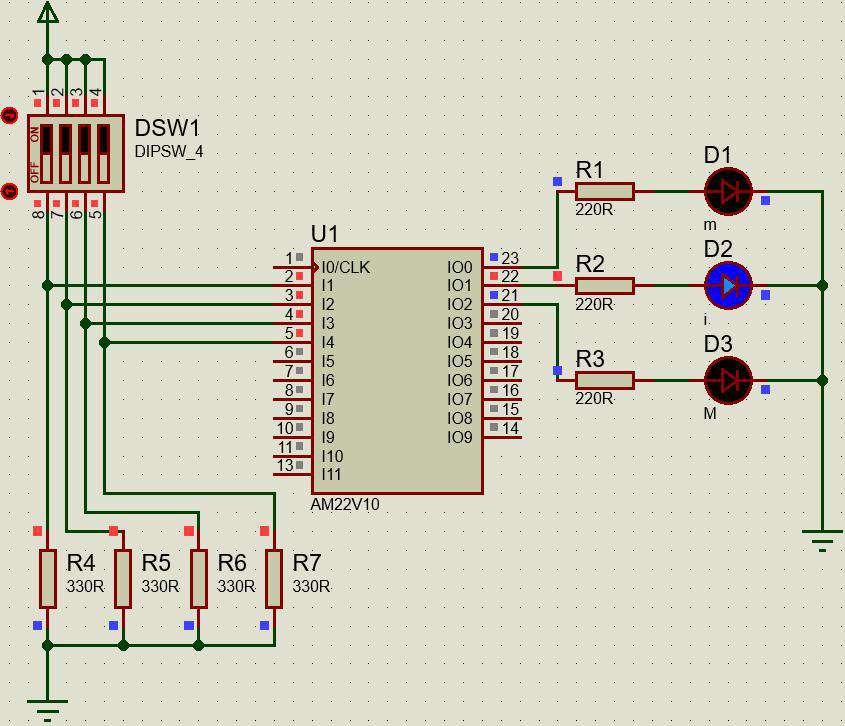 1 2 3 4
ON
OFF
DSW1
DIPSW_4
8 7 6 5
U1
1 I0/CLK
2 I1
3 I2
4 I3
5 I4
6 I5
7 I6
8 I7
9 I8
10 I9
11 I10
13 I11
IO0 23
IO1 22
IO2 21
IO3 20
IO4 19
IO5 18
IO6 17
IO7 16
IO8 15
IO9 14
AM22V10
R1
220R
D1
m
R2
220R
D2
i
R3
220R
D3
M
R4
330R
R5
330R
R6
330R
R7
330R